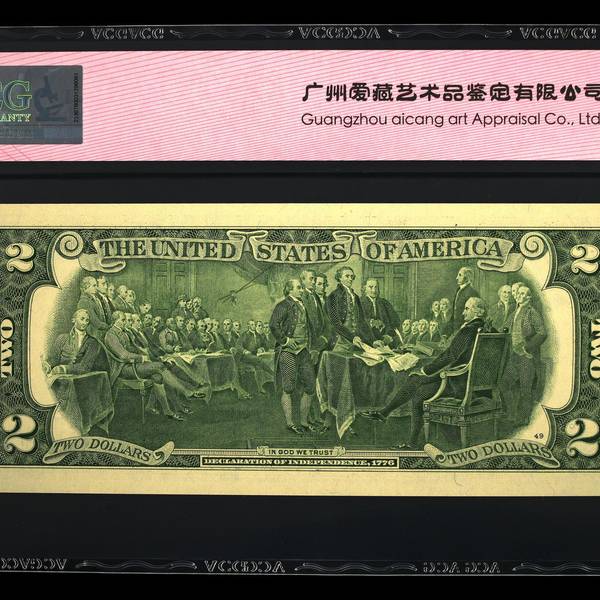 G
ANTY
广州爱藏艺术品鉴定有限公司
Guangzhou aicang art Appraisal Co., Ltd
2 THE UNITED STATES OF AMERICA 2
TWO
TWO
2 TWO DOLLARS
IN GOD WE TRUST
DECLARATION OF INDEPENDENCE, 1776
49
TWO DOLLARS 2